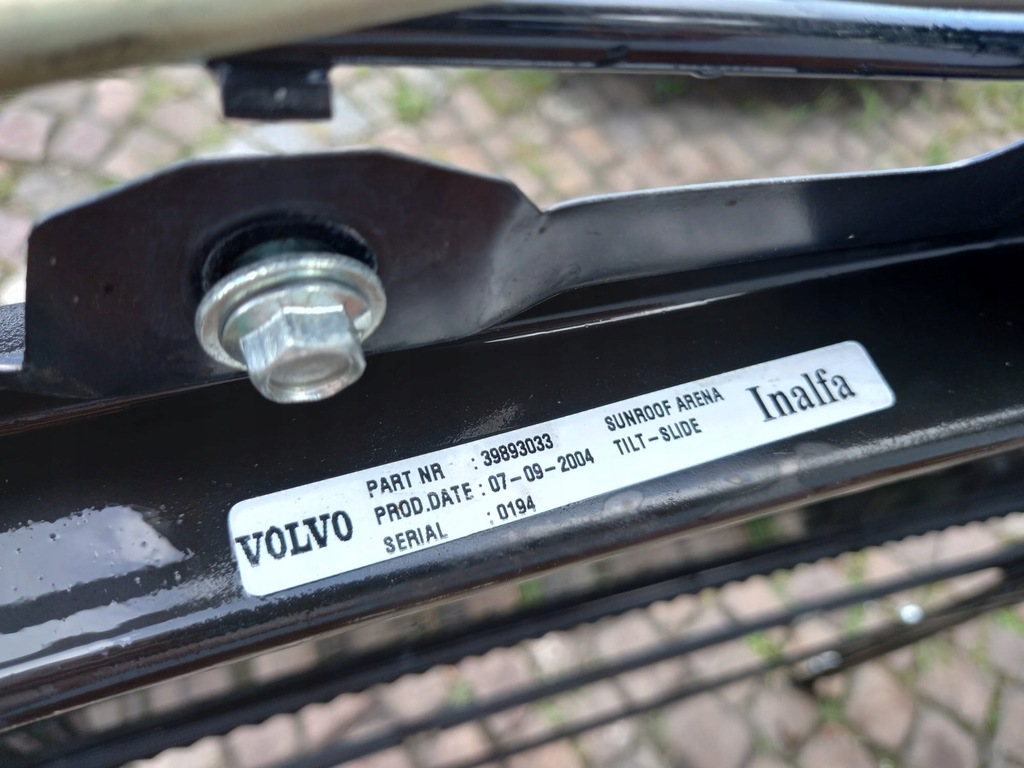 VOLVO
PART NR : 39893033
PROD.DATE : 07-09-2004
SERIAL : 0194
SUNROOF ARENA
TILT-SLIDE
Inalfa